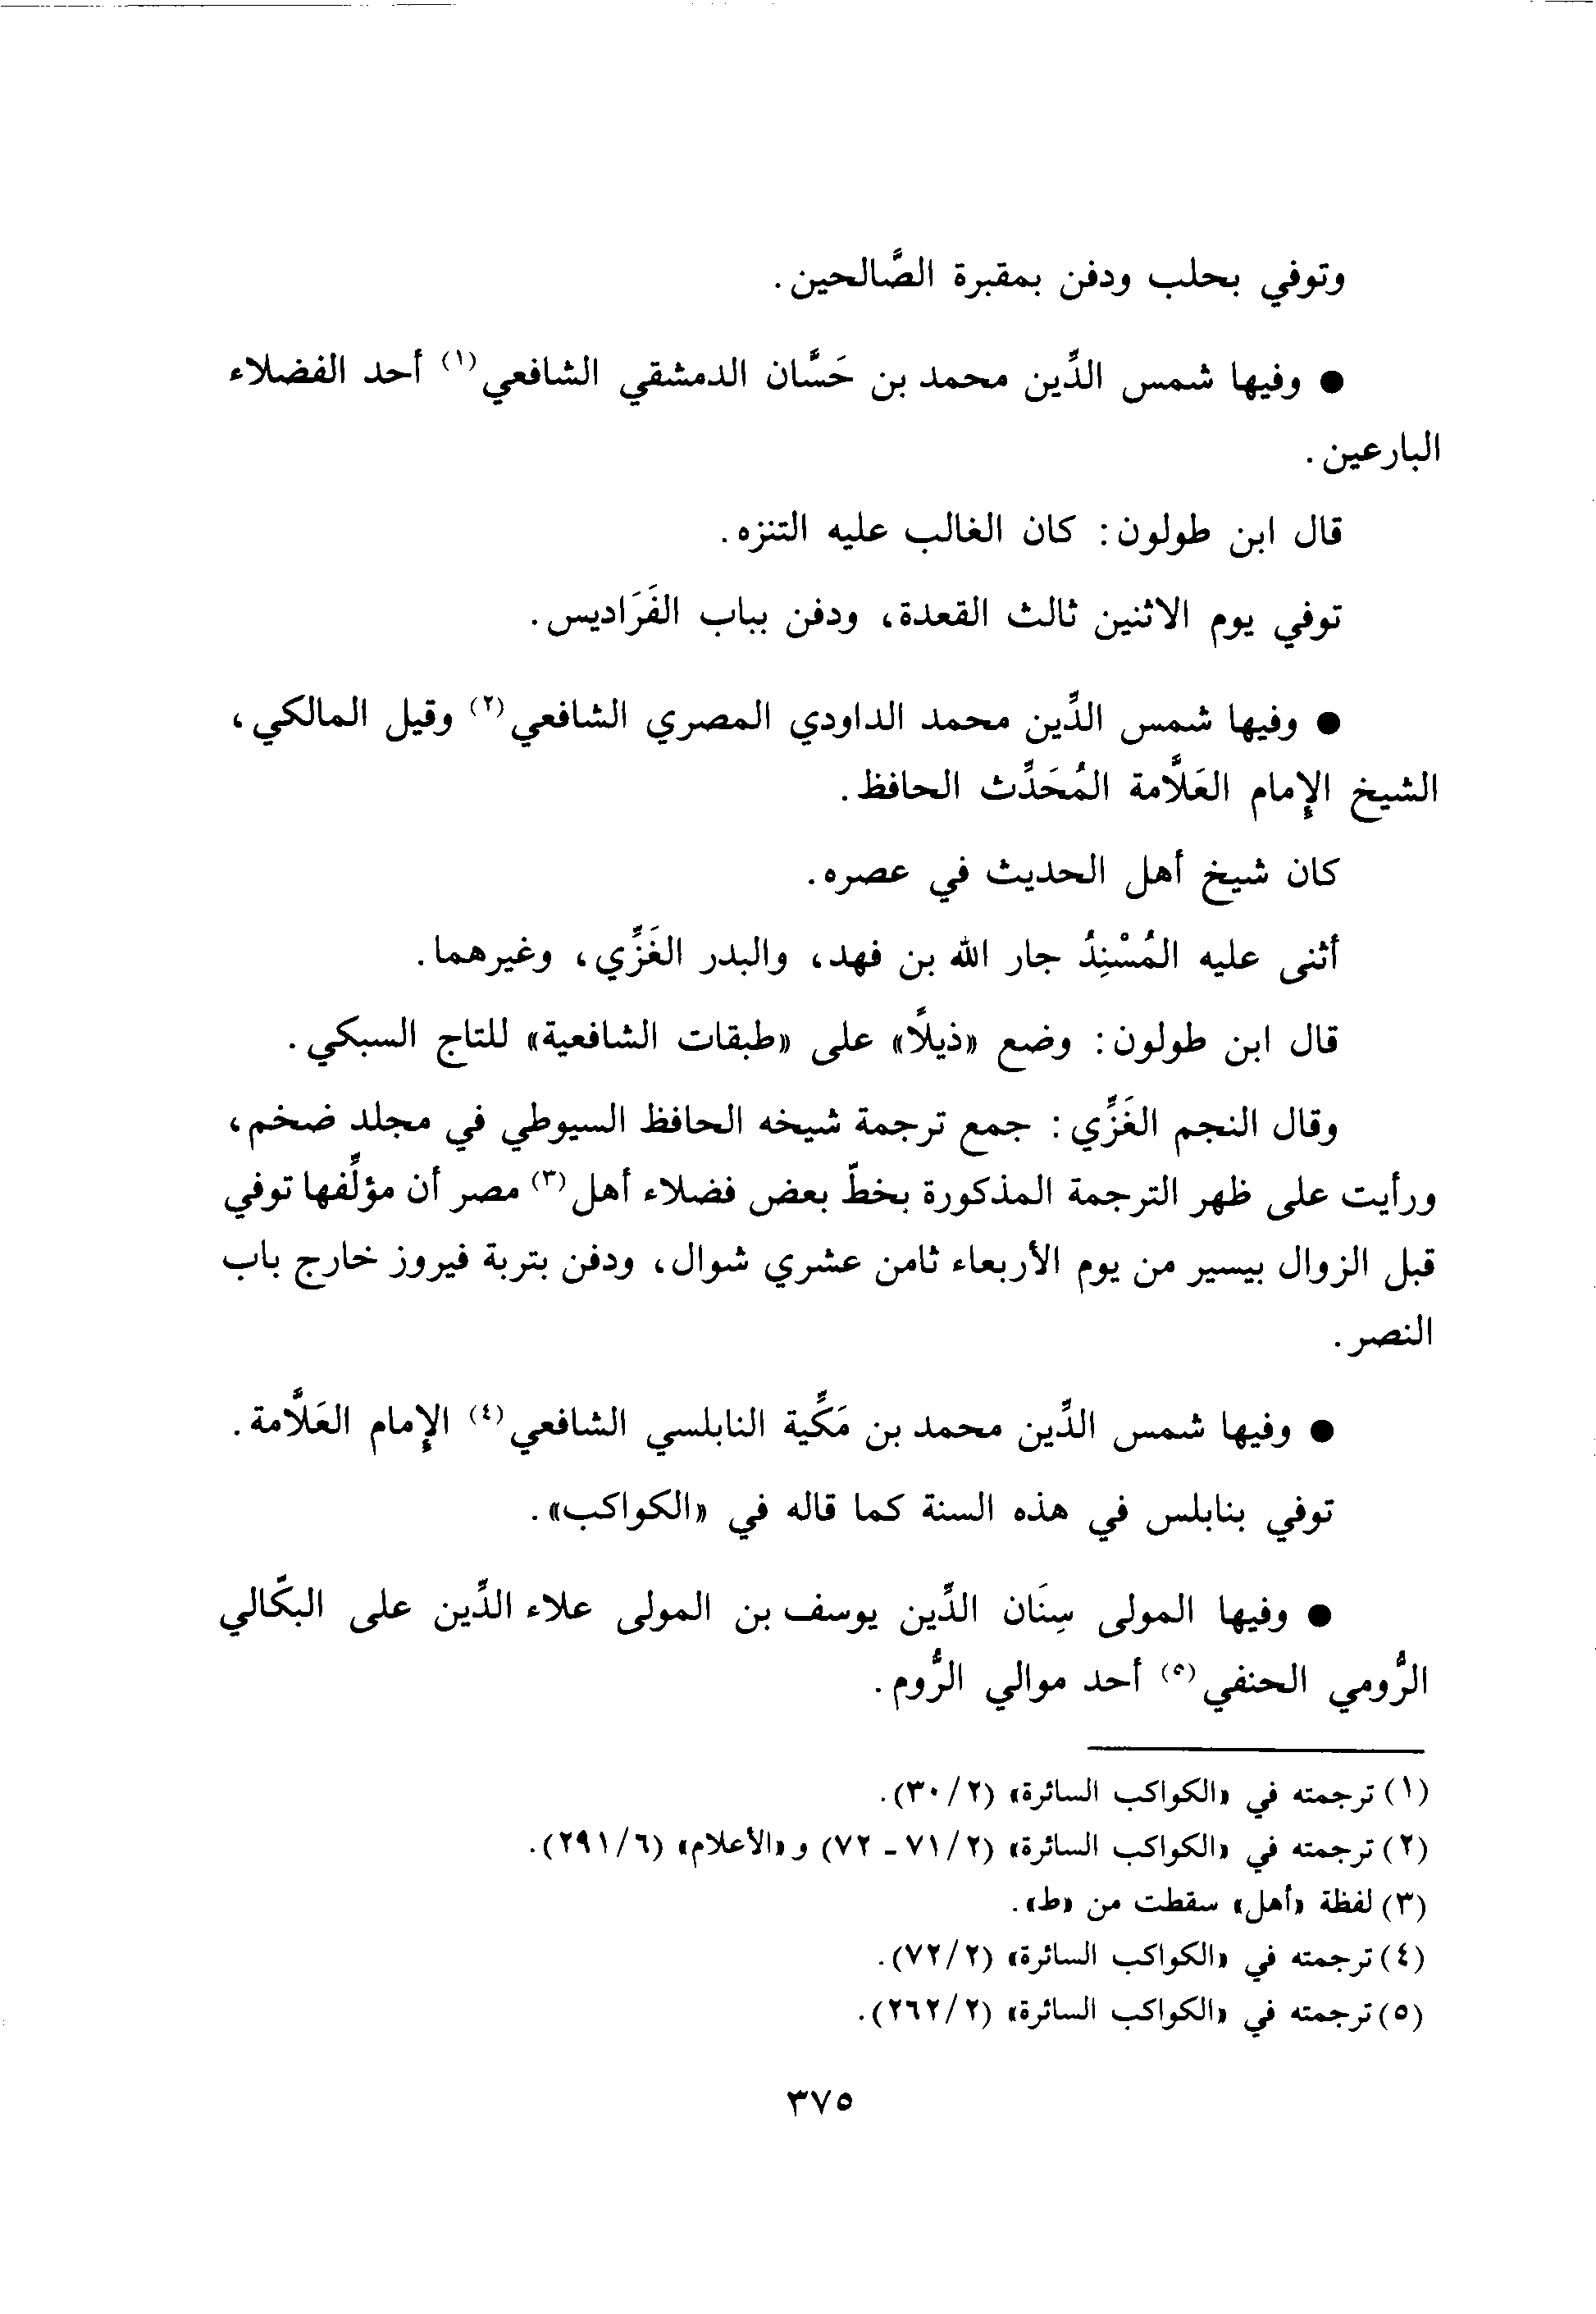 وتوفي بحلب ودفن بمقبرة الصَّالحين.
● وفيها شمس الدِّين محمد بن حَسَّان الدمشقي الشافعي (١) أحد الفضلاء
البارعين.
قال ابن طولون: كان الغالب عليه التنزه.
توفي يوم الاثنين ثالث القعدة، ودفن بباب الفَرَاديس.
● وفيها شمس الدِّين محمد الداودي المصري الشافعي (٢) وقيل المالكي،
الشيخ الإِمام العَلَّامة المُحَدِّث الحافظ.
كان شيخ أهل الحديث في عصره.
أثنى عليه المُسْنِدُ جار الله بن فهد، والبدر الغَزِّي، وغيرهما.
قال ابن طولون: وضع «ذيلًا» على «طبقات الشافعية» للتاج السبكي.
وقال النجم الغَزِّي: جمع ترجمة شيخه الحافظ السيوطي في مجلد ضخم،
ورأيت على ظهر الترجمة المذكورة بخطّ بعض فضلاء أهل (٣) مصر أن مؤلِّفها توفي
قبل الزوال بيسير من يوم الأربعاء ثامن عشري شوال، ودفن بتربة فيروز خارج باب
النصر.
● وفيها شمس الدِّين محمد بن مَكِّية النابلسي الشافعي (٤) الإِمام العَلَّامة.
توفي بنابلس في هذه السنة كما قاله في «الكواكب».
● وفيها المولى سِنَان الدِّين يوسف بن المولى علاء الدِّين على البكّالي
الرُّومي الحنفي (٥) أحد موالي الرُّوم.
(١) ترجمته في «الكواكب السائرة» (٢/ ٣٠).
(٢) ترجمته في «الكواكب السائرة» (٢/ ٧١ - ٧٢) و«الأعلام» (٦/ ٢٩١).
(٣) لفظة «أهل» سقطت من «ط».
(٤) ترجمته في «الكواكب السائرة» (٢/ ٧٢).
(٥) ترجمته في «الكواكب السائرة» (٢/ ٢٦٢).
٣٧٥